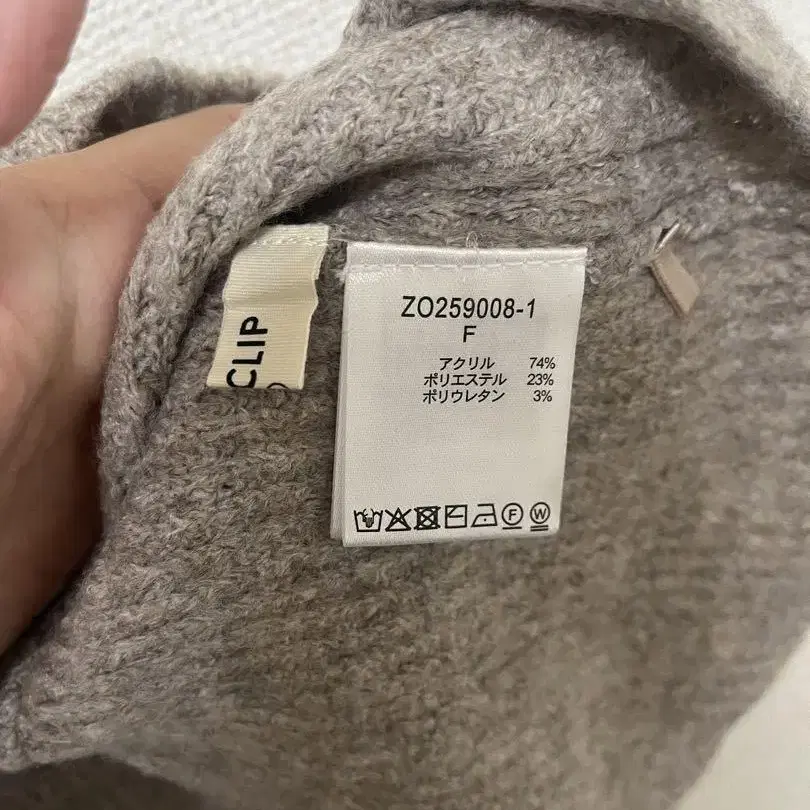 CLIP
ZO259008-1
F
アクリル 74%
ポリエステル 23%
ポリウレタン 3%
F W